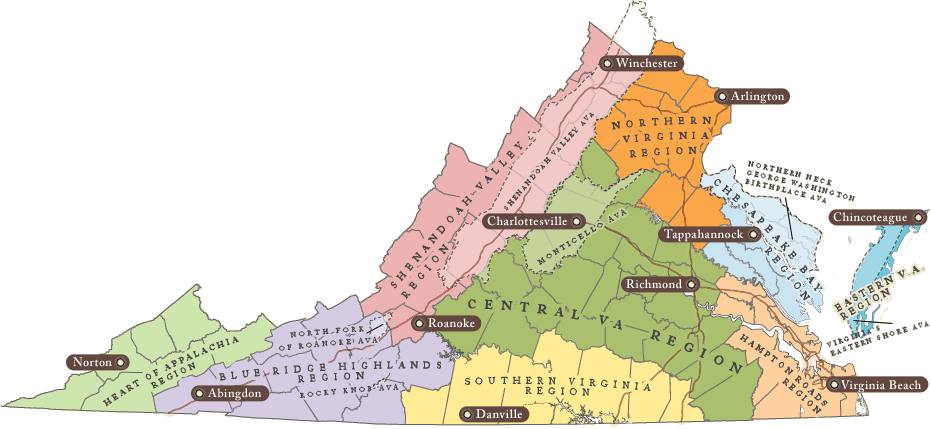 Winchester
Arlington
NORTHERN
VIRGINIA
REGION
SHENANDOAH VALLEY
REGION
SHENANDOAH VALLEY AVA
NORTHERN NECK
GEORGE WASHINGTON
BIRTHPLACE AVA
CHESAPEAKE BAY
REGION
Chincoteague
Charlottesville
MONTICELLO AVA
Tappahannock
EASTERN VA.
REGION
VIRGINIA'S
EASTERN SHORE AVA
Richmond
CENTRAL VA REGION
Roanoke
NORTH FORK
OF ROANOKE AVA
HEART OF APPALACHIA
REGION
Norton
BLUE RIDGE HIGHLANDS
REGION
ROCKY KNOB AVA
Abingdon
SOUTHERN VIRGINIA
REGION
Danville
HAMPTON ROADS
REGION
Virginia Beach